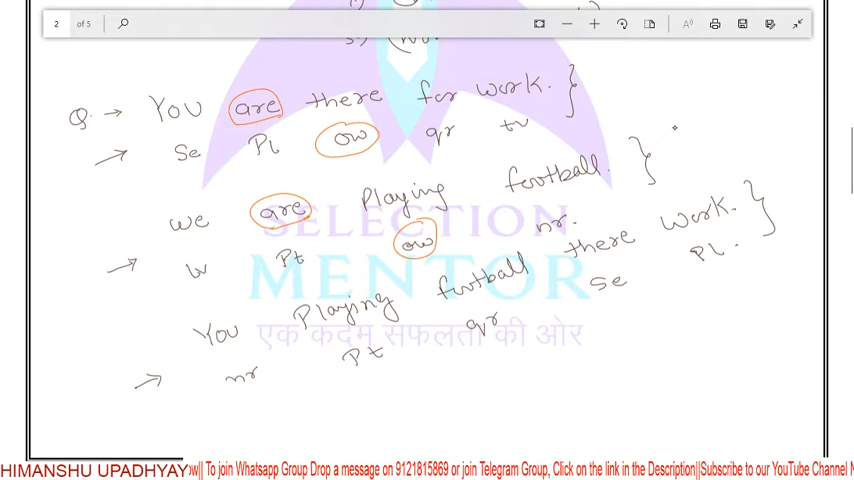 2 of 5
Q. → You are there for work. }
→ Se PL ow qr tv
we are Playing football. }
→ w Pt ow nr.
You Playing football there work. }
→ nr Pt qr Se PL.
SELECTION
MENTOR
एक कदम सफलता की ओर
HIMANSHU UPADHYAY ow|| To join Whatsapp Group Drop a message on 9121815869 or join Telegram Group, Click on the link in the Description||Subscribe to our YouTube Channel